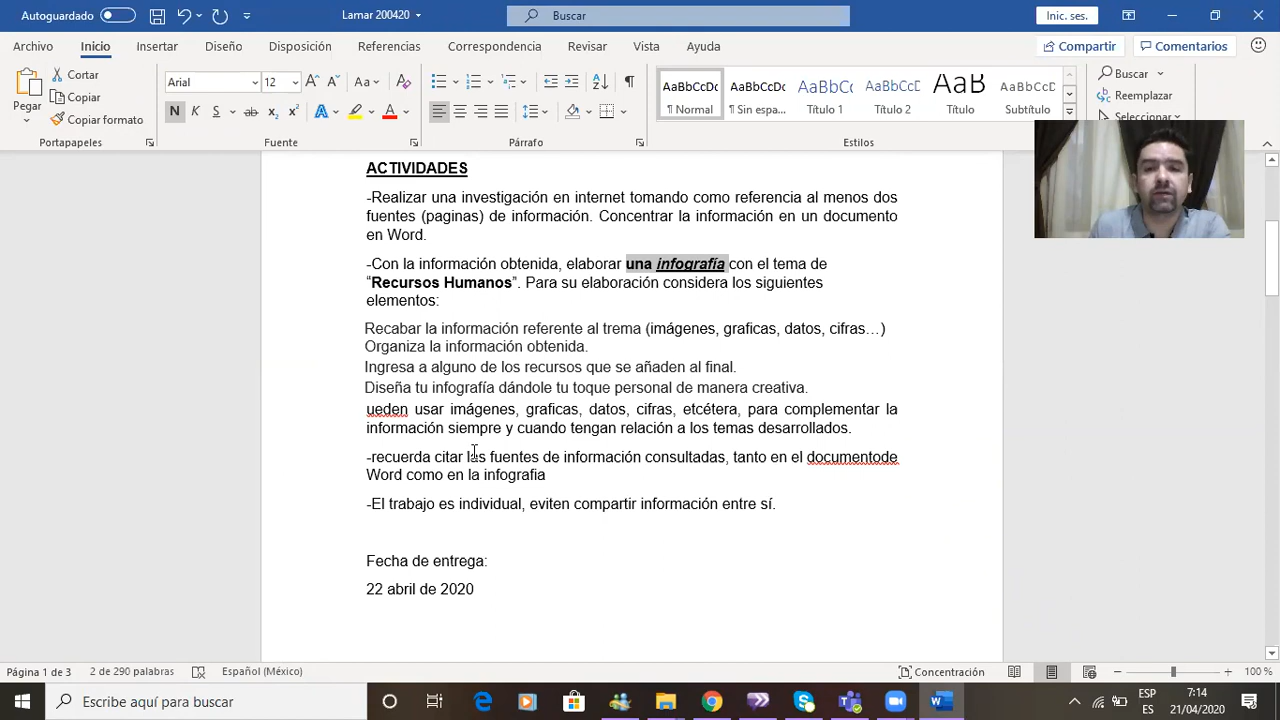 Autoguardado
Lamar 200420
Buscar
Inic. ses.
Archivo Inicio Insertar Diseño Disposición Referencias Correspondencia Revisar Vista Ayuda
Compartir Comentarios
Pegar
Cortar
Copiar
Copiar formato
Portapapeles
Arial 12
Fuente
Párrafo
AaBbCcDc AaBbCcDc AaBbCc AaBbCcD AaB AaBbCcD
¶ Normal ¶ Sin espa... Título 1 Título 2 Título Subtítulo
Estilos
Buscar
Reemplazar
Seleccionar
ACTIVIDADES
-Realizar una investigación en internet tomando como referencia al menos dos
fuentes (paginas) de información. Concentrar la información en un documento
en Word.
-Con la información obtenida, elaborar una infografía con el tema de
“Recursos Humanos”. Para su elaboración considera los siguientes
elementos:
Recabar la información referente al trema (imágenes, graficas, datos, cifras…)
Organiza la información obtenida.
Ingresa a alguno de los recursos que se añaden al final.
Diseña tu infografía dándole tu toque personal de manera creativa.
ueden usar imágenes, graficas, datos, cifras, etcétera, para complementar la
información siempre y cuando tengan relación a los temas desarrollados.
-recuerda citar las fuentes de información consultadas, tanto en el documentode
Word como en la infografia
-El trabajo es individual, eviten compartir información entre sí.
Fecha de entrega:
22 abril de 2020
Página 1 de 3 2 de 290 palabras Español (México) Concentración 100 %
Escribe aquí para buscar
ESP
ES
7:14
21/04/2020